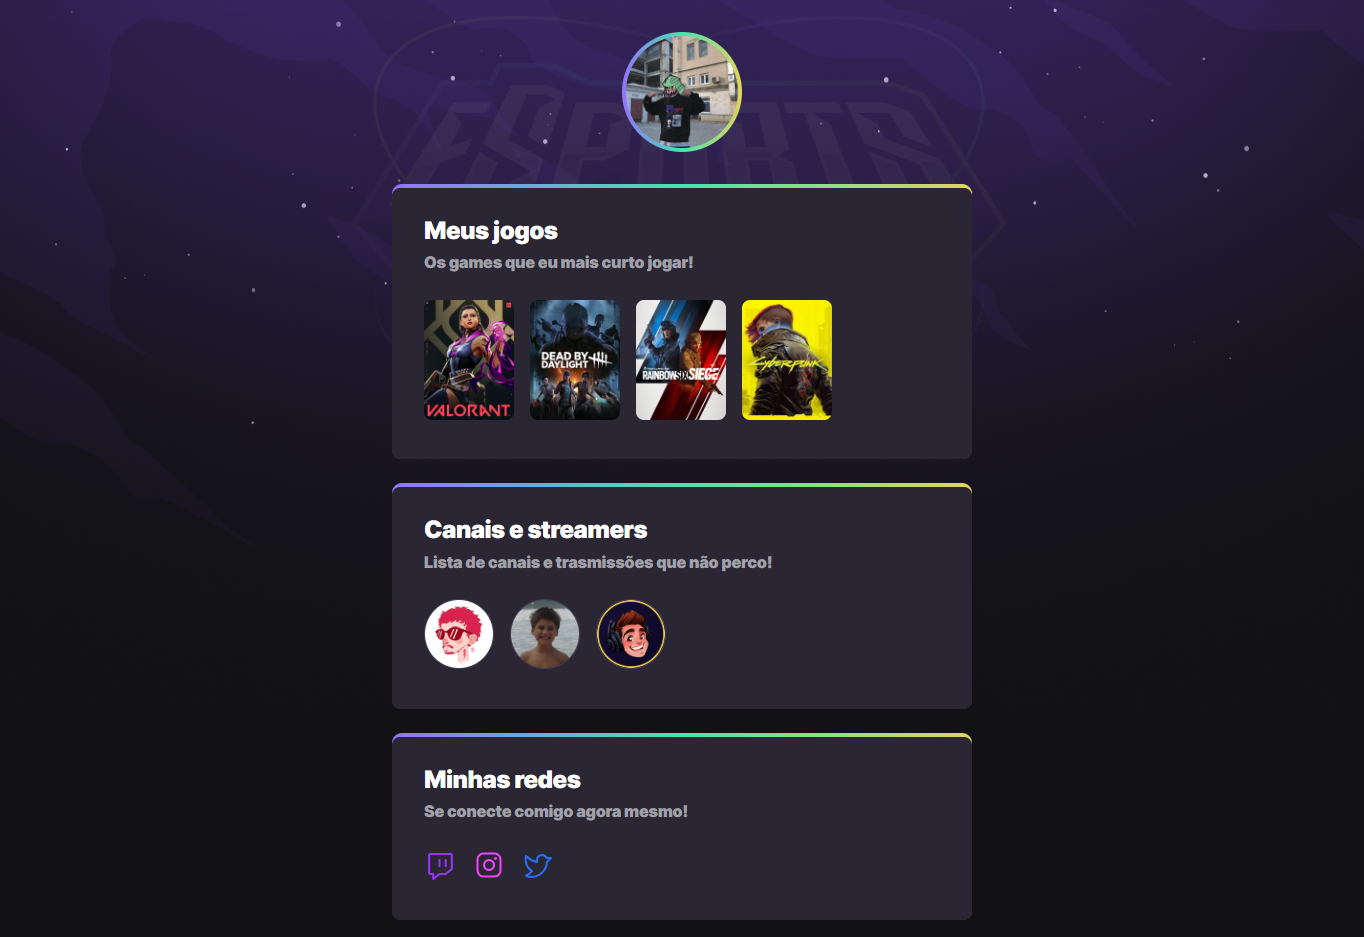 ESPORTS
Meus jogos
Os games que eu mais curto jogar!
VALORANT
DEAD BY
DAYLIGHT
RAINBOW SIX SIEGE
CYBERPUNK
Canais e streamers
Lista de canais e trasmissões que não perco!
Minhas redes
Se conecte comigo agora mesmo!